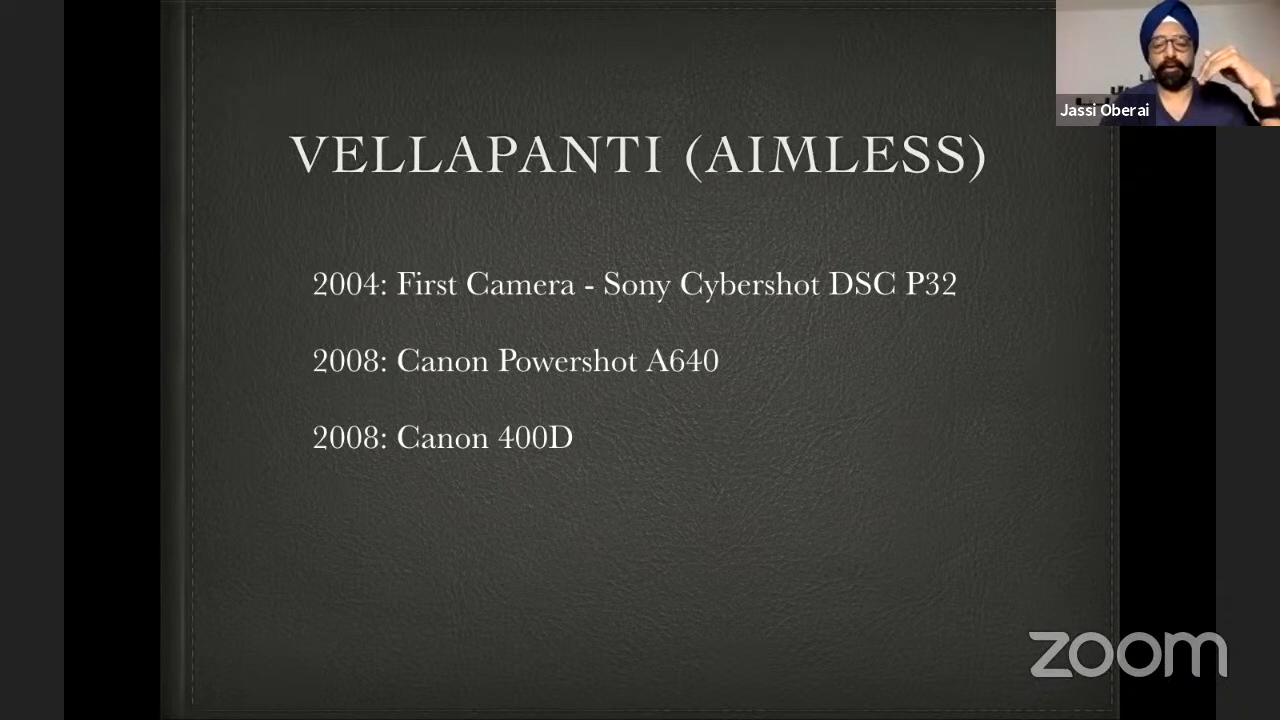 Jassi Oberai
VELLAPANTI (AIMLESS)
2004: First Camera - Sony Cybershot DSC P32
2008: Canon Powershot A640
2008: Canon 400D
zoom